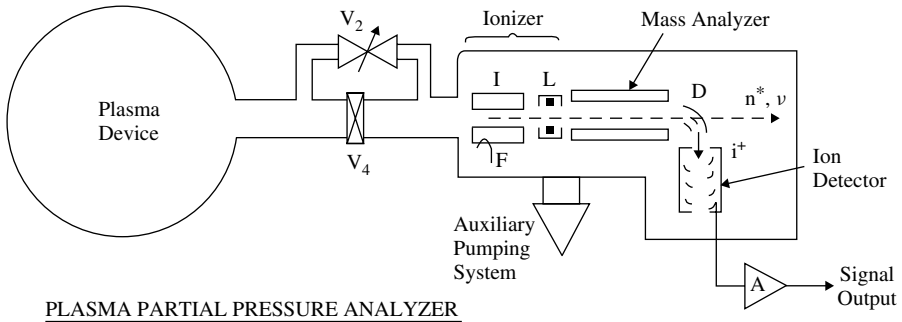 V2
Ionizer
Mass Analyzer
I
L
D
n*, ν
Plasma
Device
V4
F
i+
Ion
Detector
Auxiliary
Pumping
System
A
Signal
Output
PLASMA PARTIAL PRESSURE ANALYZER